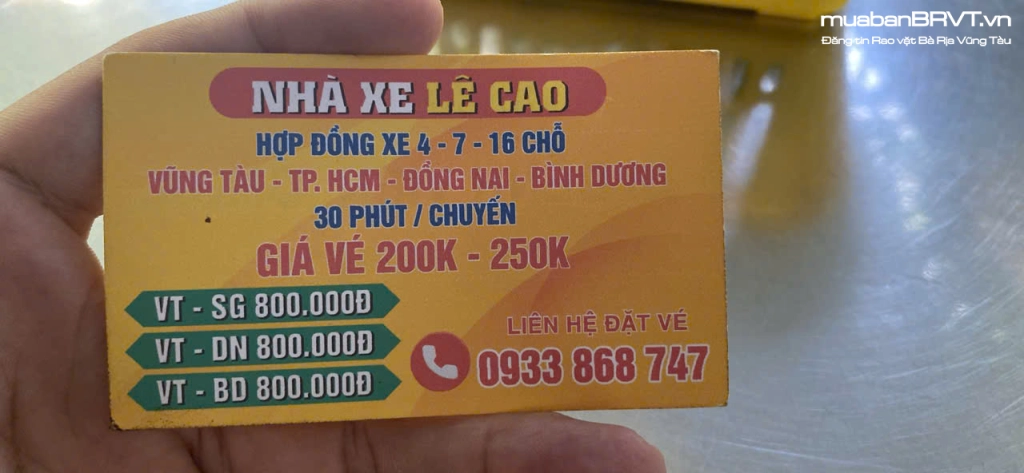 muabanBRVT.vn
Đăng tin Rao vặt Bà Rịa Vũng Tàu
NHÀ XE LÊ CAO
HỢP ĐỒNG XE 4 - 7 - 16 CHỖ
VŨNG TÀU - TP. HCM - ĐỒNG NAI - BÌNH DƯƠNG
30 PHÚT / CHUYẾN
GIÁ VÉ 200K - 250K
VT - SG 800.000Đ
VT - DN 800.000Đ
VT - BD 800.000Đ
LIÊN HỆ ĐẶT VÉ
0933 868 747